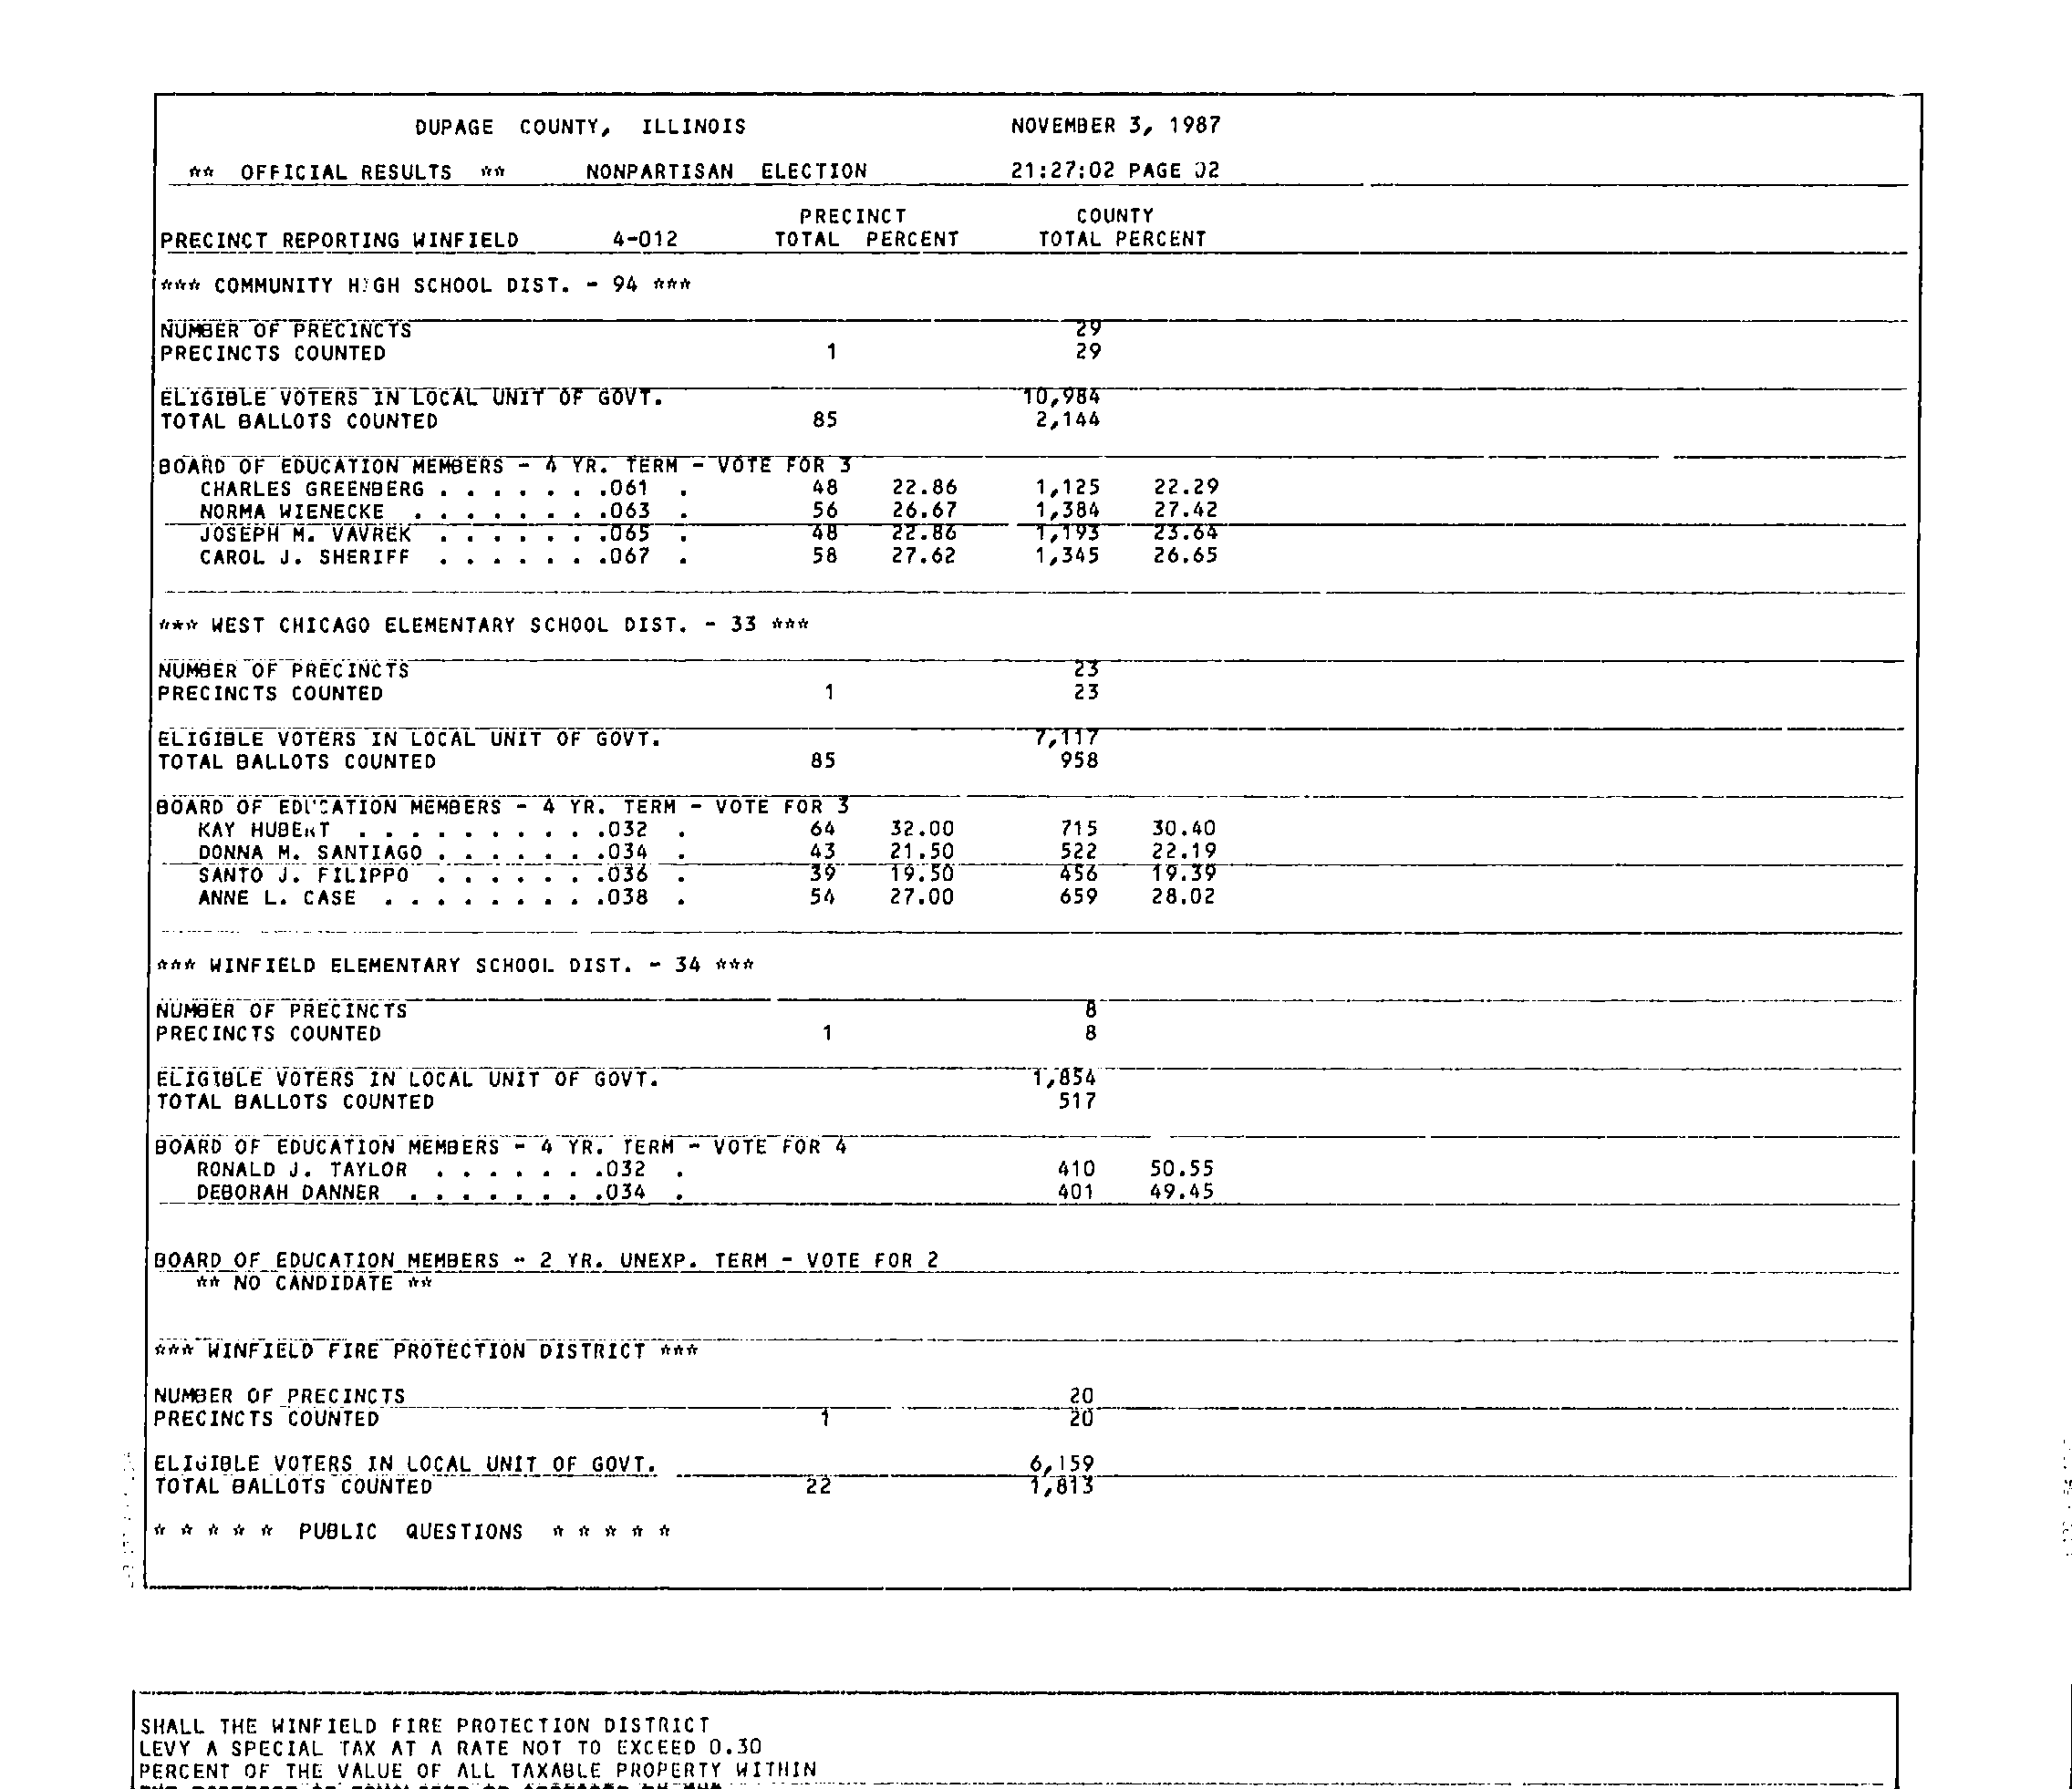 DUPAGE COUNTY, ILLINOIS NOVEMBER 3, 1987
** OFFICIAL RESULTS ** NONPARTISAN ELECTION 21:27:02 PAGE 02
PRECINCT COUNTY
PRECINCT REPORTING WINFIELD 4-012 TOTAL PERCENT TOTAL PERCENT
*** COMMUNITY HIGH SCHOOL DIST. - 94 ***
NUMBER OF PRECINCTS 29
PRECINCTS COUNTED 1 29
ELIGIBLE VOTERS IN LOCAL UNIT OF GOVT. 10,984
TOTAL BALLOTS COUNTED 85 2,144
BOARD OF EDUCATION MEMBERS - 4 YR. TERM - VOTE FOR 3
CHARLES GREENBERG . . . . . . .061 . 48 22.86 1,125 22.29
NORMA WIENECKE . . . . . . . .063 . 56 26.67 1,384 27.42
JOSEPH M. VAVREK . . . . . . .065 . 48 22.86 1,193 23.64
CAROL J. SHERIFF . . . . . . .067 . 58 27.62 1,345 26.65
*** WEST CHICAGO ELEMENTARY SCHOOL DIST. - 33 ***
NUMBER OF PRECINCTS 23
PRECINCTS COUNTED 1 23
ELIGIBLE VOTERS IN LOCAL UNIT OF GOVT. 7,117
TOTAL BALLOTS COUNTED 85 958
BOARD OF EDUCATION MEMBERS - 4 YR. TERM - VOTE FOR 3
KAY HUBERT . . . . . . . . . .032 . 64 32.00 715 30.40
DONNA M. SANTIAGO . . . . . . .034 . 43 21.50 522 22.19
SANTO J. FILIPPO . . . . . . .036 . 39 19.50 456 19.39
ANNE L. CASE . . . . . . . . .038 . 54 27.00 659 28.02
*** WINFIELD ELEMENTARY SCHOOL DIST. - 34 ***
NUMBER OF PRECINCTS 8
PRECINCTS COUNTED 1 8
ELIGIBLE VOTERS IN LOCAL UNIT OF GOVT. 1,854
TOTAL BALLOTS COUNTED 517
BOARD OF EDUCATION MEMBERS - 4 YR. TERM - VOTE FOR 4
RONALD J. TAYLOR . . . . . . .032 . 410 50.55
DEBORAH DANNER . . . . . . . .034 . 401 49.45
BOARD OF EDUCATION MEMBERS - 2 YR. UNEXP. TERM - VOTE FOR 2
** NO CANDIDATE **
*** WINFIELD FIRE PROTECTION DISTRICT ***
NUMBER OF PRECINCTS 20
PRECINCTS COUNTED 1 20
ELIGIBLE VOTERS IN LOCAL UNIT OF GOVT. 6,159
TOTAL BALLOTS COUNTED 22 1,813
* * * * * PUBLIC QUESTIONS * * * * *
SHALL THE WINFIELD FIRE PROTECTION DISTRICT
LEVY A SPECIAL TAX AT A RATE NOT TO EXCEED 0.30
PERCENT OF THE VALUE OF ALL TAXABLE PROPERTY WITHIN